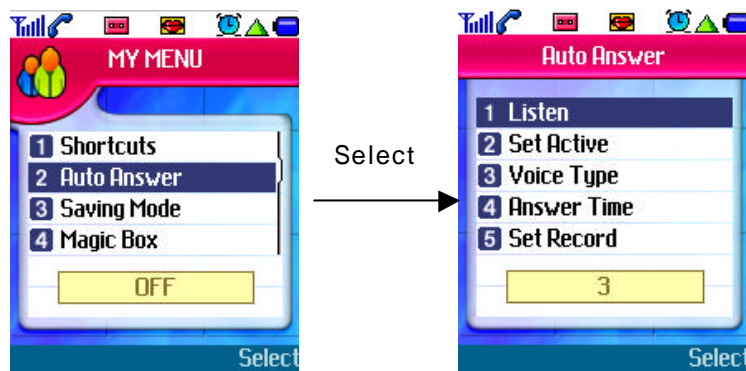 MY MENU
1 Shortcuts
2 Auto Answer
3 Saving Mode
4 Magic Box
OFF
Select
Select
Auto Answer
1 Listen
2 Set Active
3 Voice Type
4 Answer Time
5 Set Record
3
Select